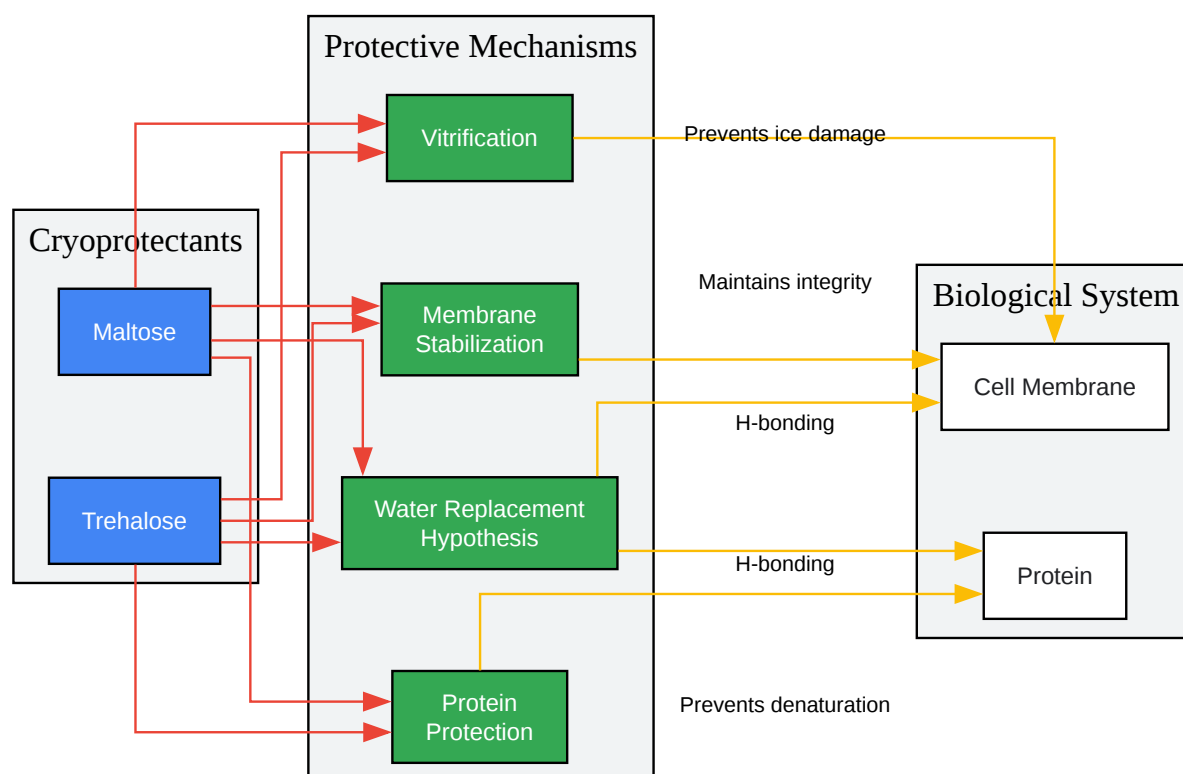 Protective Mechanisms
Vitrification
Prevents ice damage
Cryoprotectants
Maltose
Membrane
Stabilization
Maintains integrity
Biological System
Cell Membrane
H-bonding
Trehalose
Water Replacement
Hypothesis
H-bonding
Protein
Protein
Protection
Prevents denaturation